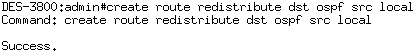 DES-3800:admin#create route redistribute dst ospf src local
Command: create route redistribute dst ospf src local
Success.